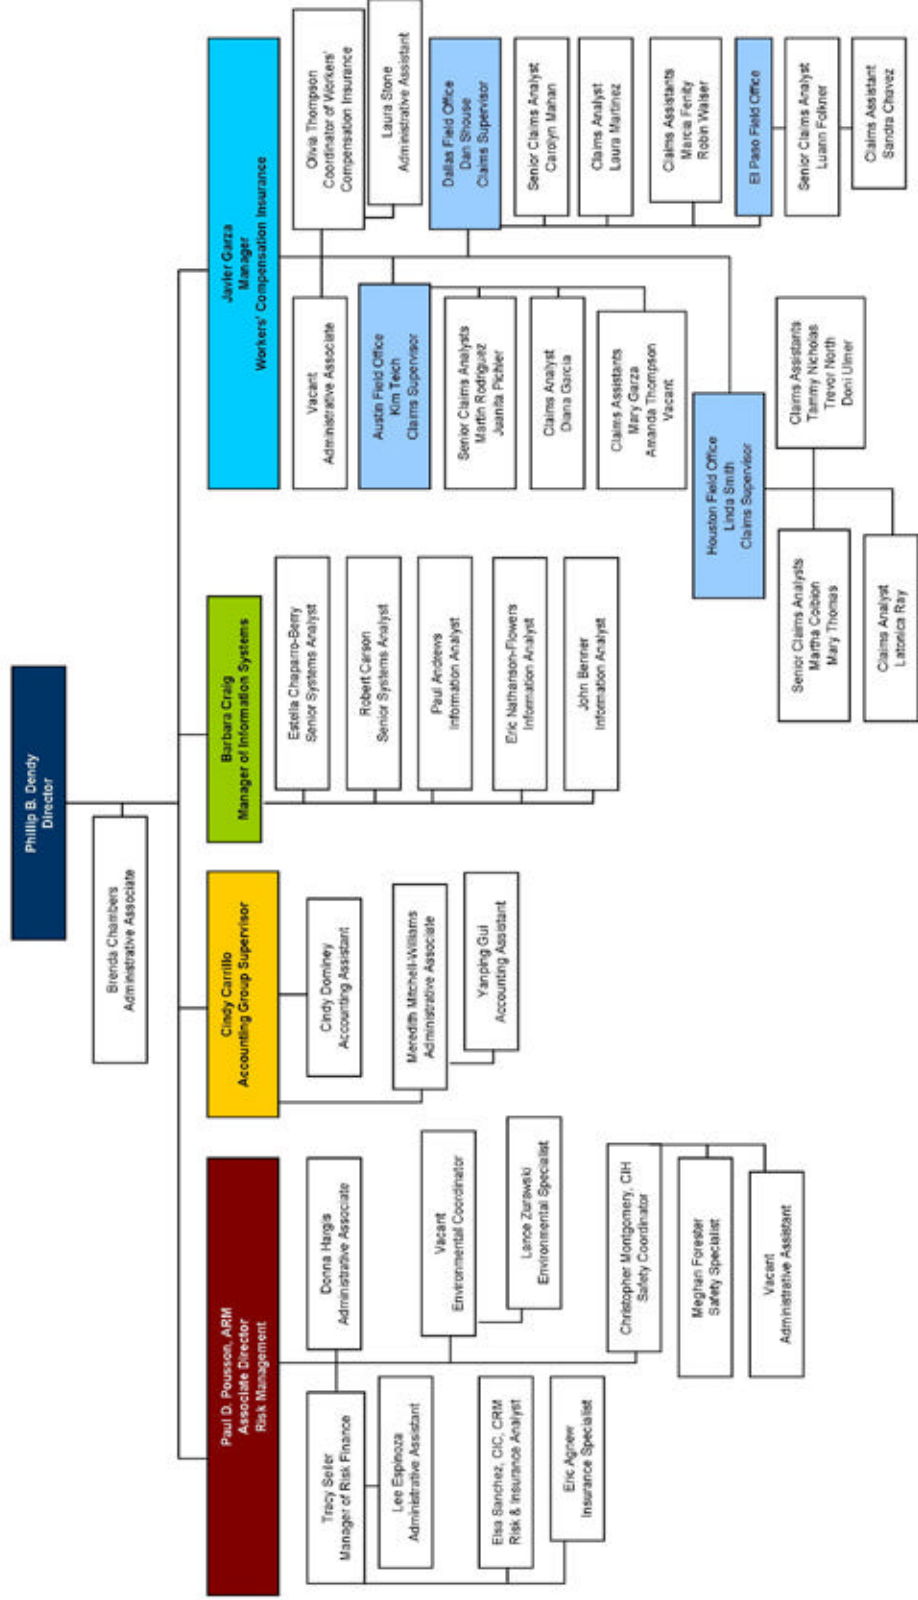 Phillip B. Dendy
Director
Brenda Chambers
Administrative Associate
Paul D. Pousson, ARM
Associate Director
Risk Management
Tracy Seiler
Manager of Risk Finance
Donna Hargis
Administrative Associate
Lee Espinoza
Administrative Assistant
Elsa Sanchez, CIC, CRM
Risk & Insurance Analyst
Eric Agnew
Insurance Specialist
Vacant
Environmental Coordinator
Lance Zurawski
Environmental Specialist
Christopher Montgomery, CIH
Safety Coordinator
Meghan Forester
Safety Specialist
Vacant
Administrative Assistant
Cindy Carrillo
Accounting Group Supervisor
Cindy Dominey
Accounting Assistant
Meredith Mitchell-Williams
Administrative Associate
Yanping Gui
Accounting Assistant
Barbara Craig
Manager of Information Systems
Estella Chaparro-Berry
Senior Systems Analyst
Robert Carson
Senior Systems Analyst
Paul Andrews
Information Analyst
Eric Nathanson-Flowers
Information Analyst
John Benner
Information Analyst
Javier Garza
Manager
Workers' Compensation Insurance
Vacant
Administrative Associate
Olivia Thompson
Coordinator of Workers'
Compensation Insurance
Laura Stone
Administrative Assistant
Austin Field Office
Kim Teich
Claims Supervisor
Senior Claims Analysts
Martin Rodriguez
Juanita Pichler
Claims Analyst
Diana Garcia
Claims Assistants
Mary Garza
Amanda Thompson
Vacant
Dallas Field Office
Dan Shouse
Claims Supervisor
Senior Claims Analyst
Carolyn Mahan
Claims Analyst
Laura Martinez
Claims Assistants
Marcia Fenity
Robin Walser
El Paso Field Office
Senior Claims Analyst
Luann Folkner
Claims Assistant
Sandra Chavez
Houston Field Office
Linda Smith
Claims Supervisor
Senior Claims Analysts
Martha Colbion
Mary Thomas
Claims Assistants
Tammy Nicholas
Trevor North
Doni Ulmer
Claims Analyst
Latonica Ray